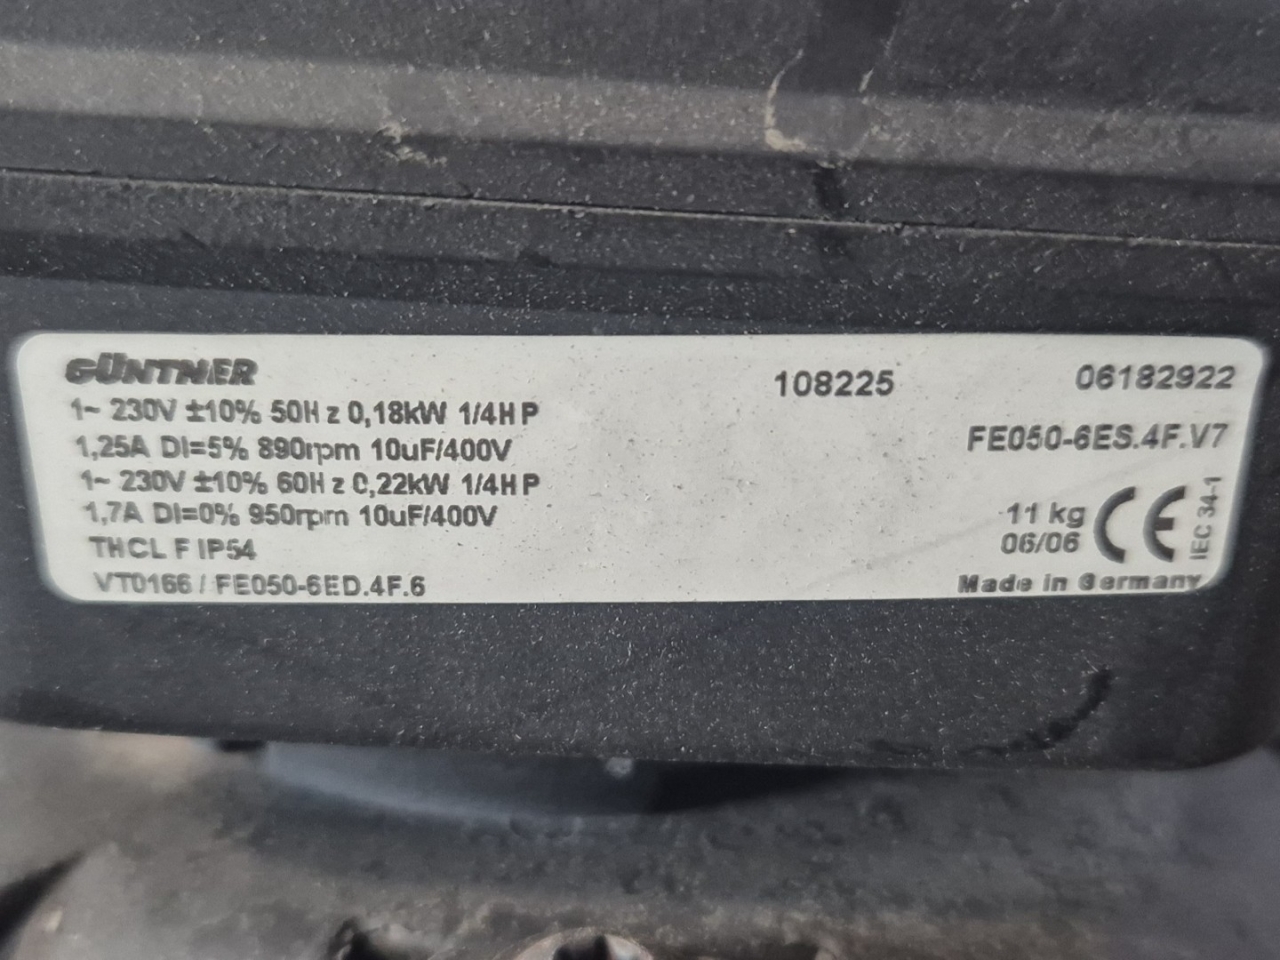 GÜNTNER
108225
06182922
1~ 230V ±10% 50Hz 0,18kW 1/4HP
1,25A DI=5% 890rpm 10uF/400V
FE050-6ES.4F.V7
1~ 230V ±10% 60Hz 0,22kW 1/4HP
1,7A DI=0% 950rpm 10uF/400V
11 kg
CE
IEC 34-1
THCL F IP54
06/06
VT0166 / FE050-6ED.4F.6
Made in Germany